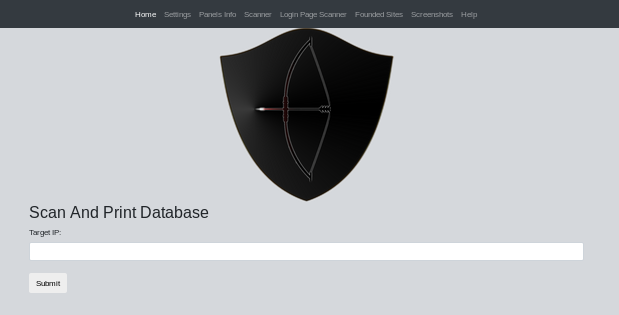 Home Settings Panels Info Scanner Login Page Scanner Founded Sites Screenshots Help
Scan And Print Database
Target IP:
Submit